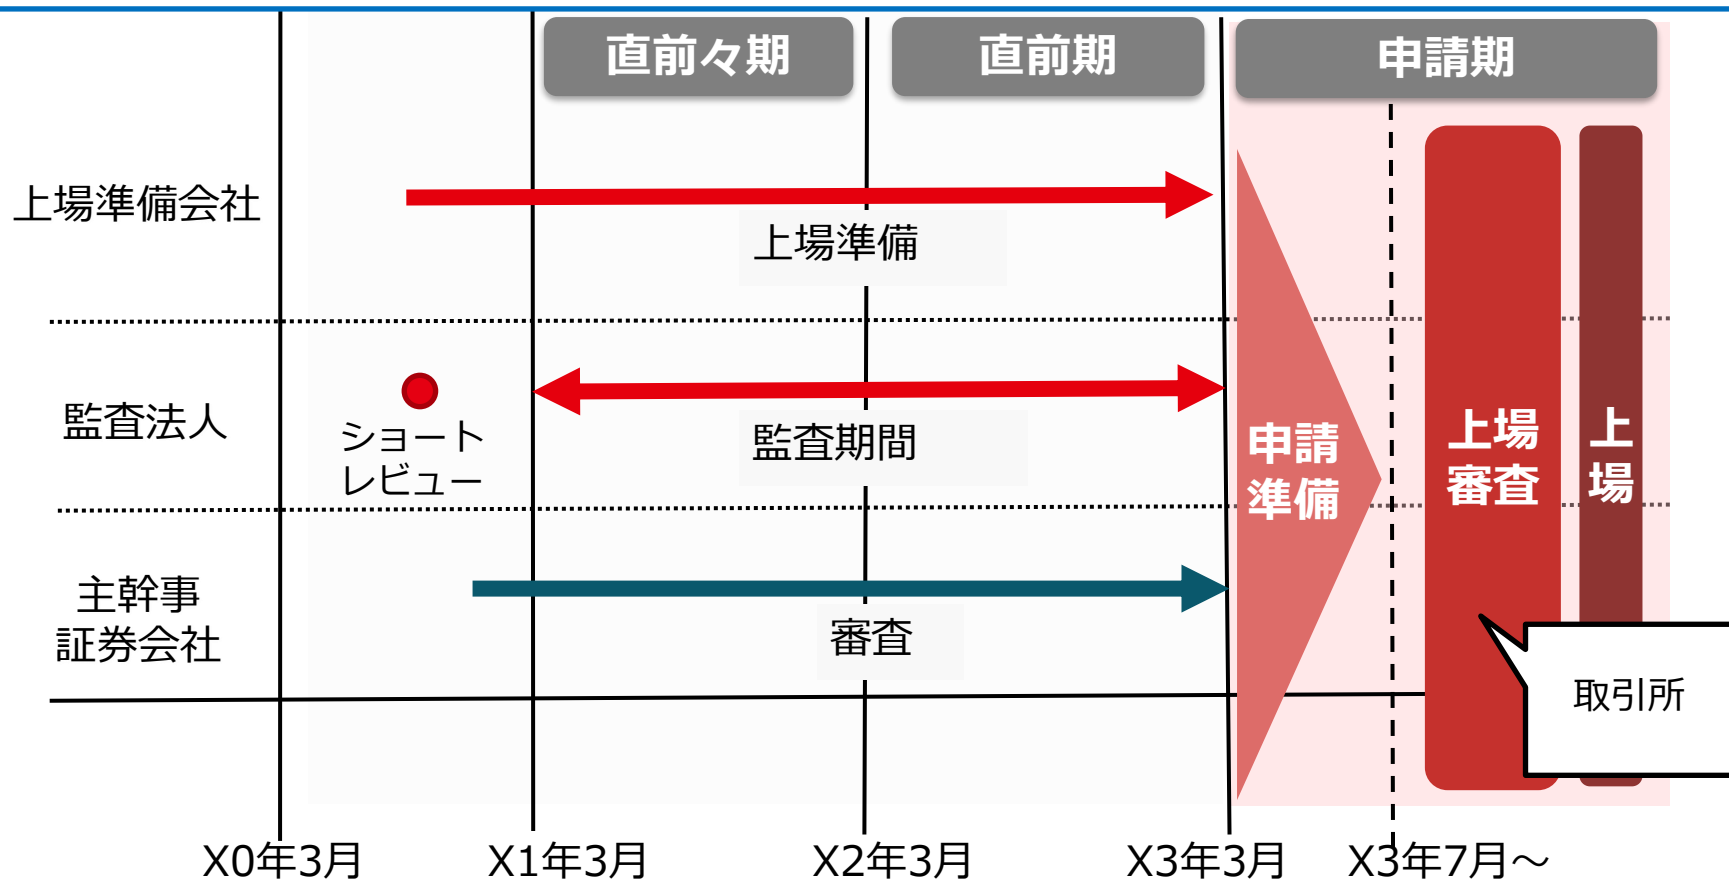 直前々期
直前期
申請期
上場準備会社
上場準備
監査法人
ショート
レビュー
監査期間
申請
準備
上場
審査
上
場
主幹事
証券会社
審査
取引所
X0年3月
X1年3月
X2年3月
X3年3月
X3年7月～